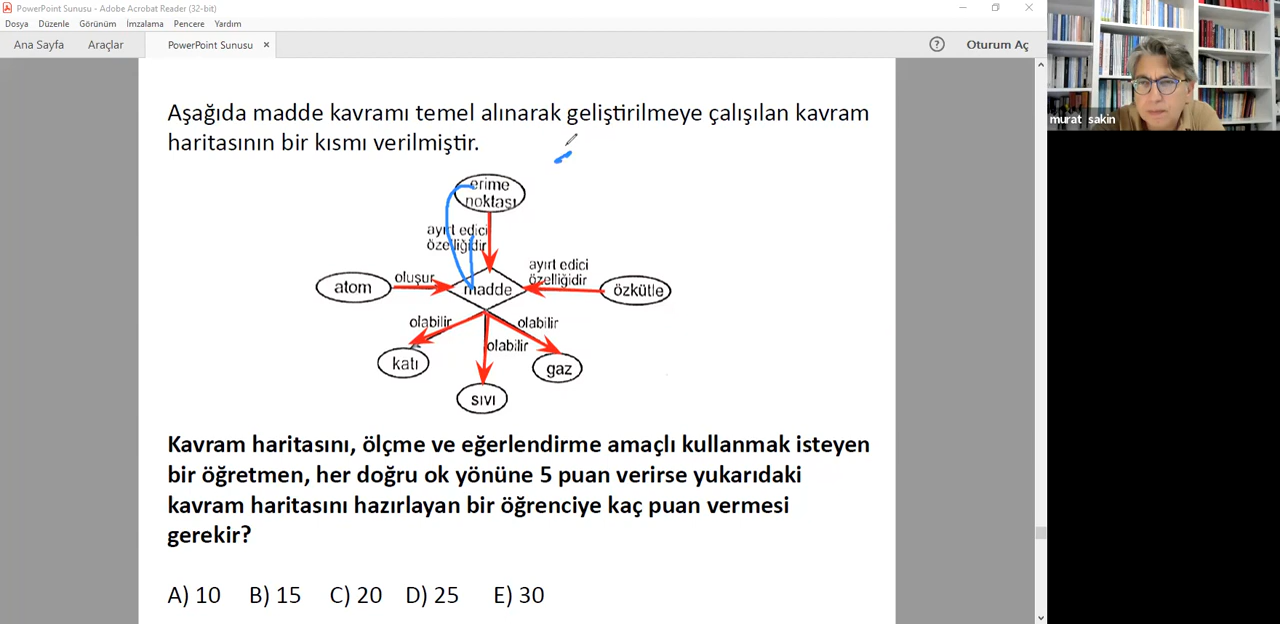 PowerPoint Sunusu - Adobe Acrobat Reader (32-bit)
Dosya Düzenle Görünüm İmzalama Pencere Yardım
Ana Sayfa Araçlar PowerPoint Sunusu × ? Oturum Aç
murat sakin
Aşağıda madde kavramı temel alınarak geliştirilmeye çalışılan kavram
haritasının bir kısmı verilmiştir.
erime
noktası
ayırt edici
özelliğidir
ayırt edici
özelliğidir
atom
oluşur
madde
özkütle
olabilir
olabilir
olabilir
katı
gaz
sıvı
Kavram haritasını, ölçme ve eğerlendirme amaçlı kullanmak isteyen
bir öğretmen, her doğru ok yönüne 5 puan verirse yukarıdaki
kavram haritasını hazırlayan bir öğrenciye kaç puan vermesi
gerekir?
A) 10 B) 15 C) 20 D) 25 E) 30